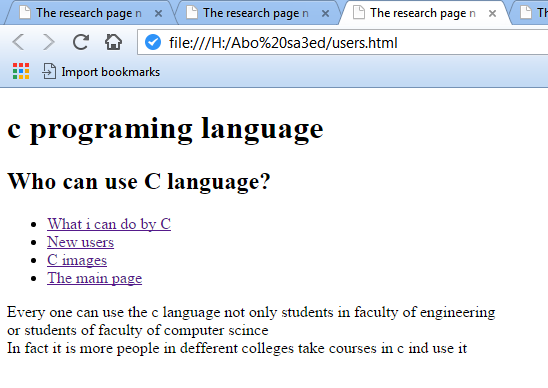 The research page n
The research page n
The research page n
Th
file:///H:/Abo%20sa3ed/users.html
Import bookmarks
c programing language
Who can use C language?
What i can do by C
New users
C images
The main page
Every one can use the c language not only students in faculty of engineering
or students of faculty of computer scince
In fact it is more people in defferent colleges take courses in c ind use it